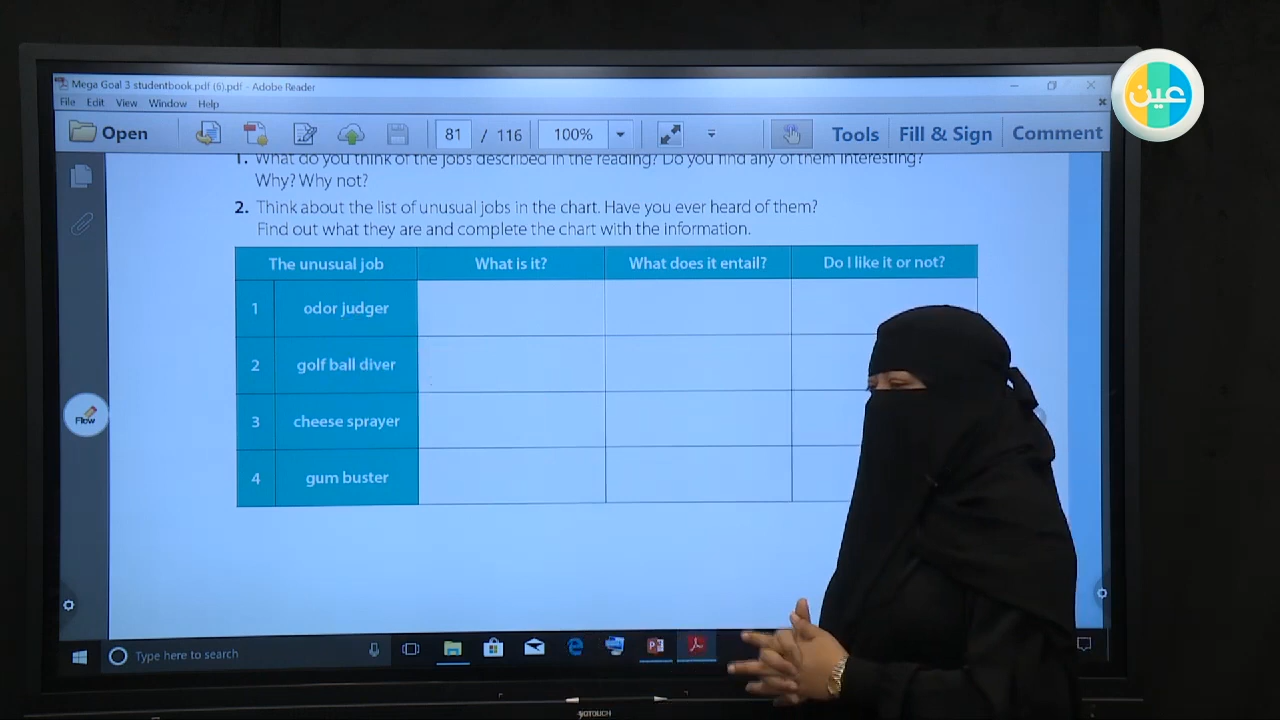 عين
Mega Goal 3 studentbook.pdf (6).pdf - Adobe Reader
File Edit View Window Help
Open 81 / 116 100% Tools Fill & Sign Comment
1. What do you think of the jobs described in the reading? Do you find any of them interesting?
Why? Why not?
2. Think about the list of unusual jobs in the chart. Have you ever heard of them?
Find out what they are and complete the chart with the information.
The unusual job What is it? What does it entail? Do I like it or not?
1 odor judger
2 golf ball diver
3 cheese sprayer
4 gum buster
Flow
Type here to search